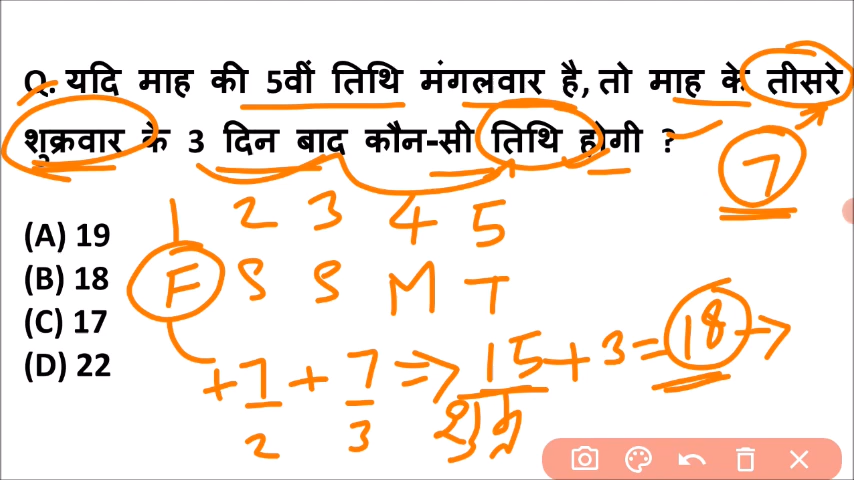 Q. यदि माह की 5वीं तिथि मंगलवार है, तो माह के तीसरे
शुक्रवार के 3 दिन बाद कौन-सी तिथि होगी ?
7
1 2 3 4 5
(A) 19
(B) 18
F S S M T
(C) 17
(D) 22
+ 7 + 7 => 15 + 3 = 18 ->
2 3 शुक्र